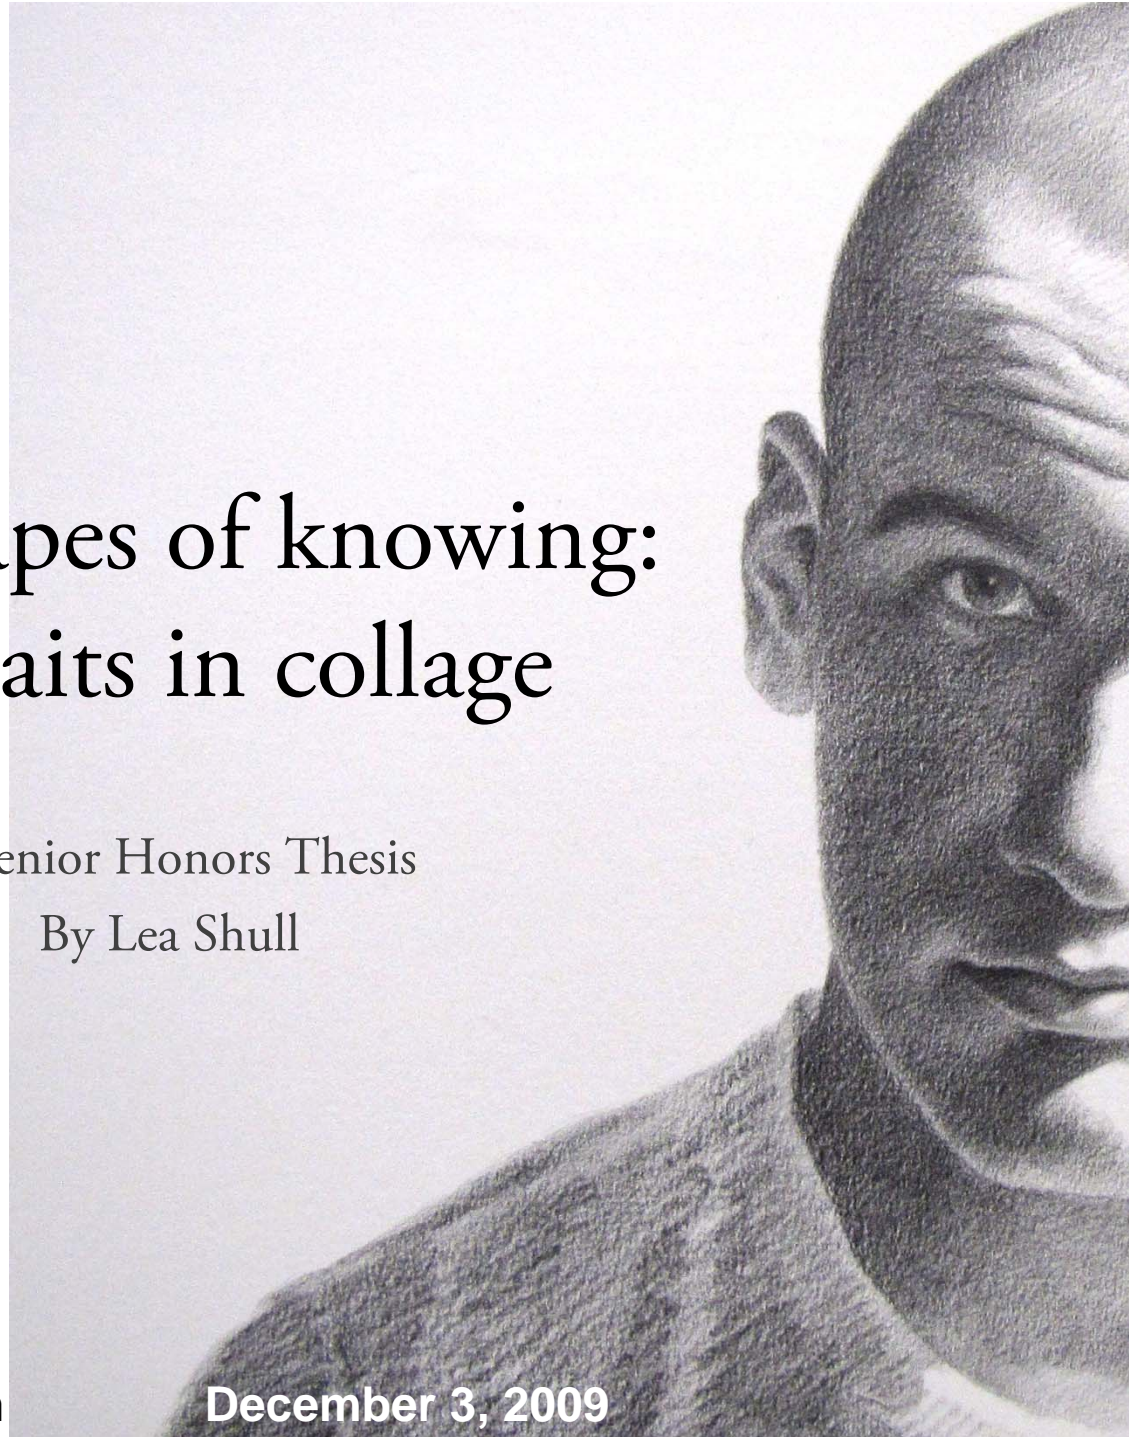 apes of knowing:
aits in collage
enior Honors Thesis
By Lea Shull
December 3, 2009